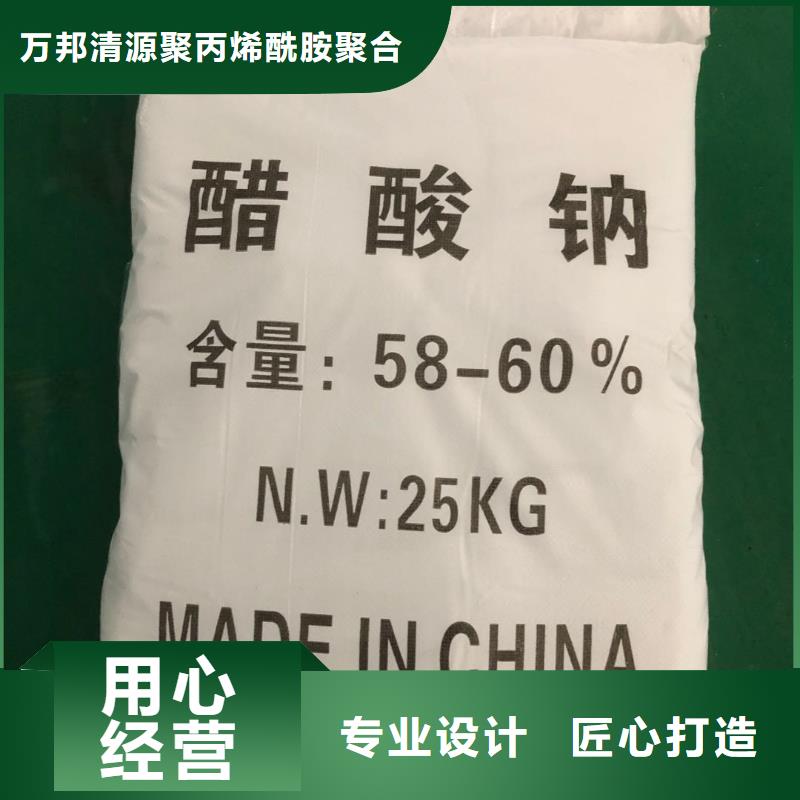 万邦清源聚丙烯酰胺聚合
醋酸钠
含量:58-60%
N.W:25KG
MADE IN CHINA
用心
经营
专业设计 匠心打造